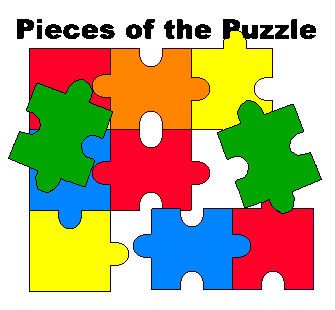 Pieces of the Puzzle